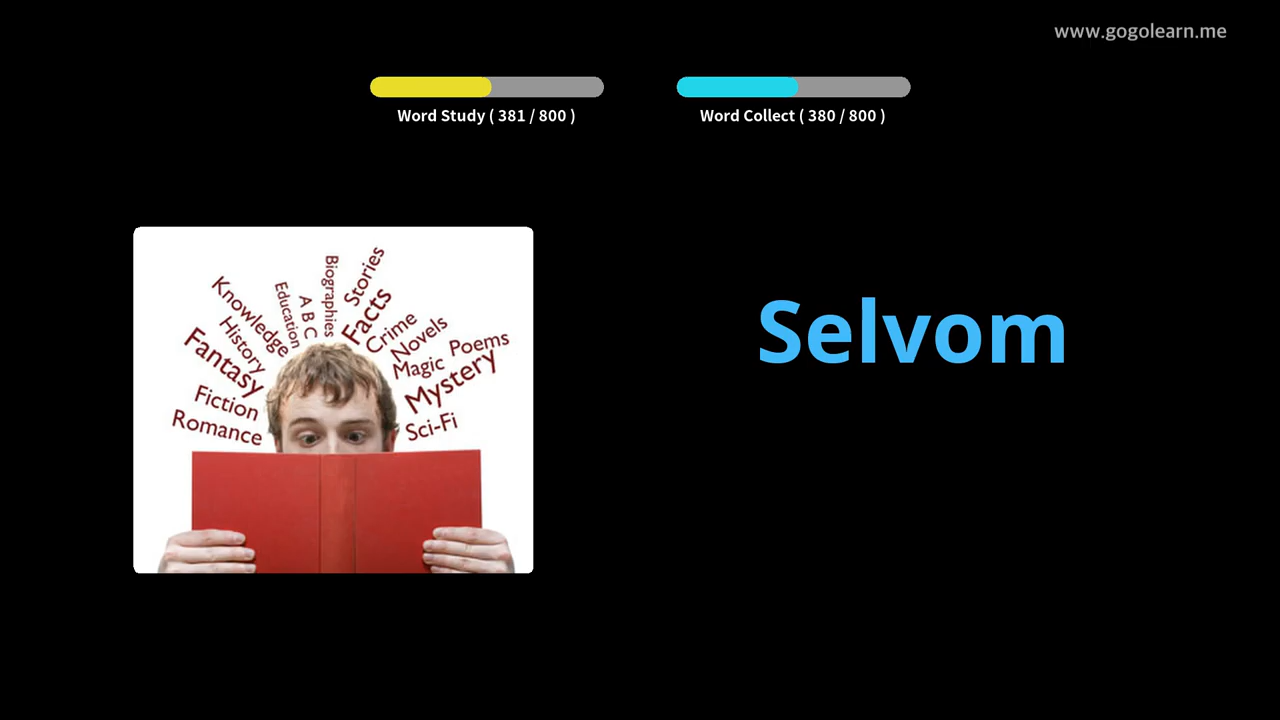 www.gogolearn.me
Word Study ( 381 / 800 )
Word Collect ( 380 / 800 )
Selvom
Romance
Fiction
Fantasy
History
Knowledge
Education
A B C
Biographies
Stories
Facts
Crime
Novels
Magic
Poems
Mystery
Sci-Fi